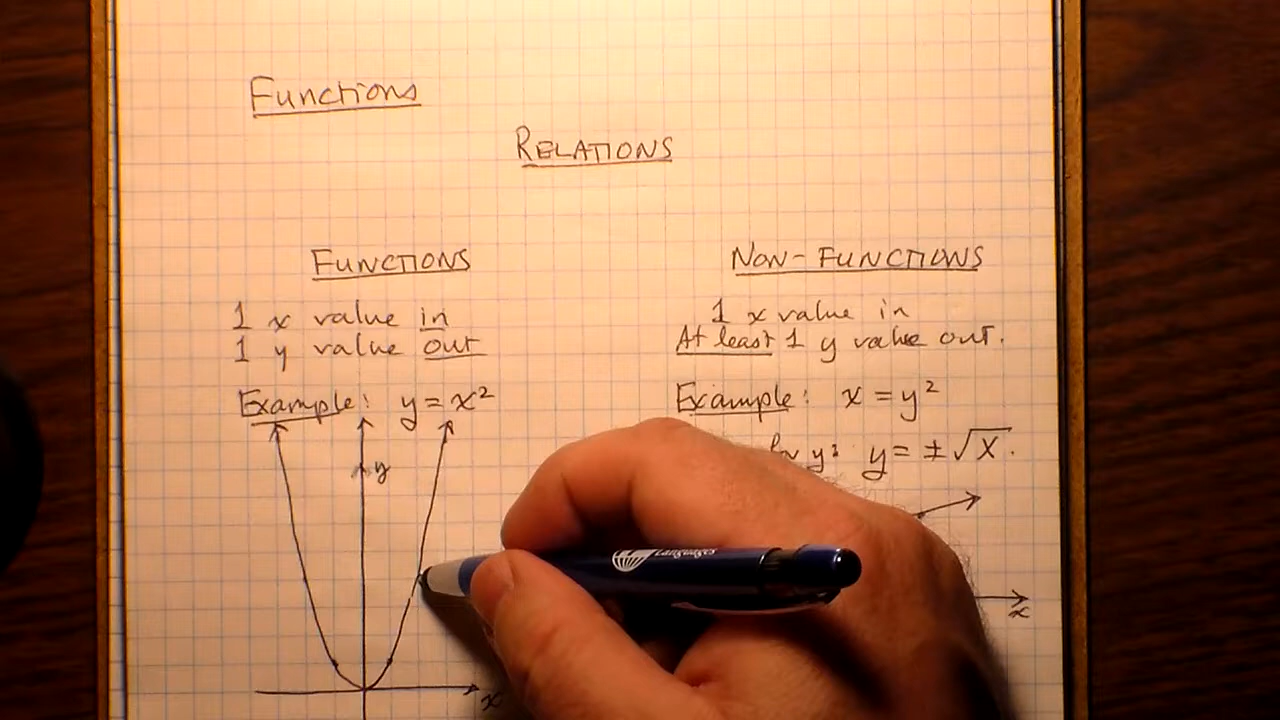 Functions
RELATIONS
FUNCTIONS
1 x value in
1 y value out
Example: y = x²
y
x
NON-FUNCTIONS
1 x value in
At least 1 y value out.
Example: x = y²
y: y = ±√x.
x